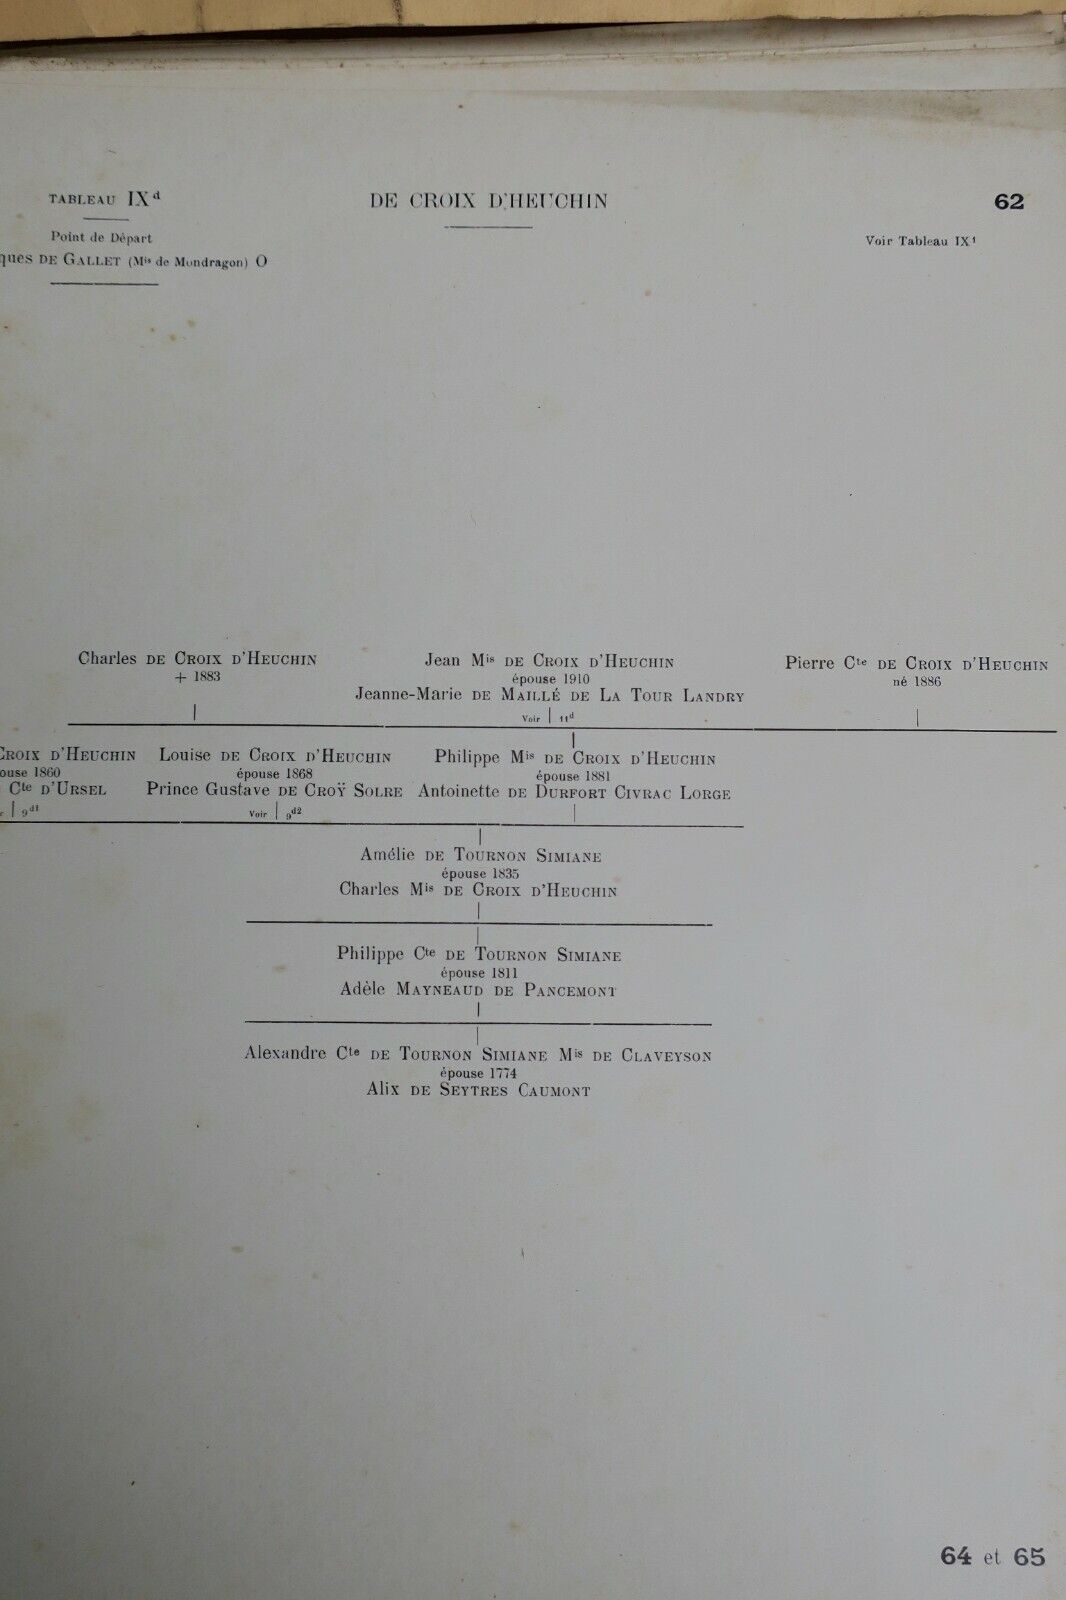 TABLEAU IXᵈ
DE CROIX D'HEUCHIN
62
Point de Départ
Voir Tableau IX¹
DE GALLET (Mⁱˢ de Mondragon) O
Charles DE CROIX D'HEUCHIN
+ 1883
Jean Mⁱˢ DE CROIX D'HEUCHIN
épouse 1910
Jeanne-Marie DE MAILLÉ DE LA TOUR LANDRY
Voir 11ᵈ
Pierre Cᵗᵉ DE CROIX D'HEUCHIN
né 1886
CROIX D'HEUCHIN
ouse 1860
Cᵗᵉ D'URSEL
9ᵈ¹
Louise DE CROIX D'HEUCHIN
épouse 1868
Prince Gustave DE CROŸ SOLRE
Voir 9ᵈ²
Philippe Mⁱˢ DE CROIX D'HEUCHIN
épouse 1881
Antoinette DE DURFORT CIVRAC LORGE
Amélie DE TOURNON SIMIANE
épouse 1835
Charles Mⁱˢ DE CROIX D'HEUCHIN
Philippe Cᵗᵉ DE TOURNON SIMIANE
épouse 1811
Adèle MAYNEAUD DE PANCEMONT
Alexandre Cᵗᵉ DE TOURNON SIMIANE Mⁱˢ DE CLAVEYSON
épouse 1774
Alix DE SEYTRES CAUMONT
64 et 65